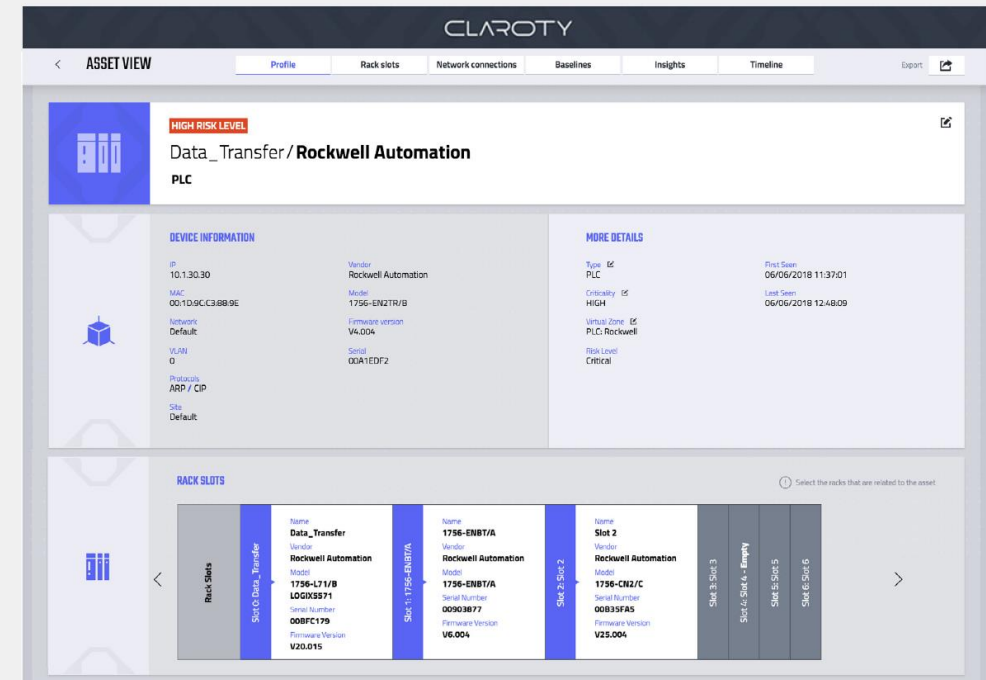 CLAROTY
ASSET VIEW
Profile
Rack slots
Network connections
Baselines
Insights
Timeline
Export
HIGH RISK LEVEL
Data_Transfer/Rockwell Automation
PLC
DEVICE INFORMATION
IP
10.1.30.30
MAC
00:1D:9C:C3:8B:9E
Network
Default
VLAN
0
Protocols
ARP / CIP
Site
Default
Vendor
Rockwell Automation
Model
1756-EN2TR/B
Firmware version
V4.004
Serial
00A1EDF2
MORE DETAILS
Type
PLC
Criticality
HIGH
Virtual Zone
PLC: Rockwell
Risk Level
Critical
First Seen
06/06/2018 11:37:01
Last Seen
06/06/2018 12:48:09
RACK SLOTS
Select the racks that are related to the asset
Rack Slots
Slot 0: Data_Transfer
Name
Data_Transfer
Vendor
Rockwell Automation
Model
1756-L71/B
LOGIX5571
Serial Number
00BFC179
Firmware Version
V20.015
Slot 1: 1756-ENBT/A
Name
1756-ENBT/A
Vendor
Rockwell Automation
Model
1756-ENBT/A
Serial Number
00903B77
Firmware Version
V6.004
Slot 2: Slot 2
Name
Slot 2
Vendor
Rockwell Automation
Model
1756-CN2/C
Serial Number
00B35FA5
Firmware Version
V25.004
Slot 3: Slot 3
Slot 4: Slot 4 - Empty
Slot 5: Slot 5
Slot 6: Slot 6